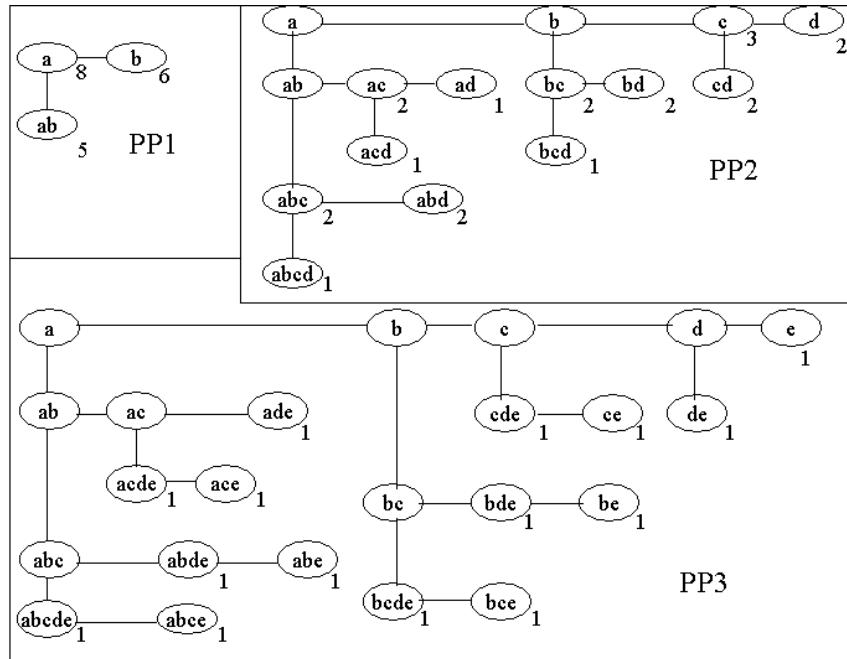 a 8 b 6
ab 5
PP1
a b c 3 d 2
ab ac 2 ad 1 bc 2 bd 2 cd 2
acd 1 bcd 1
PP2
abc 2 abd 2
abcd 1
a b c d e 1
ab ac ade 1 cde 1 ce 1 de 1
acde 1 ace 1 bc bde 1 be 1
abc abde 1 abe 1
PP3
bcde 1 bce 1
abcde 1 abce 1